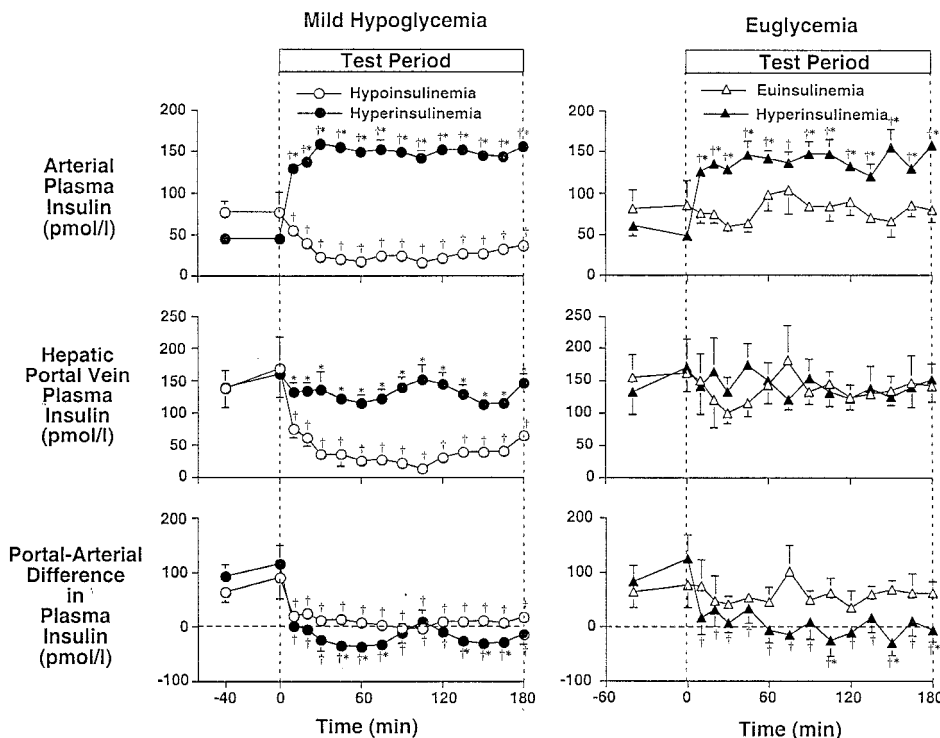 Mild Hypoglycemia
Euglycemia
Test Period
Test Period
Hypoinsulinemia
Hyperinsulinemia
Euinsulinemia
Hyperinsulinemia
Arterial
Plasma
Insulin
(pmol/l)
200
150
100
50
0
200
150
100
50
0
Hepatic
Portal Vein
Plasma
Insulin
(pmol/l)
250
200
150
100
50
0
250
200
150
100
50
0
Portal-Arterial
Difference
in
Plasma
Insulin
(pmol/l)
200
100
0
-100
200
100
0
-100
-40 0 60 120 180
-60 0 60 120 180
Time (min)
Time (min)